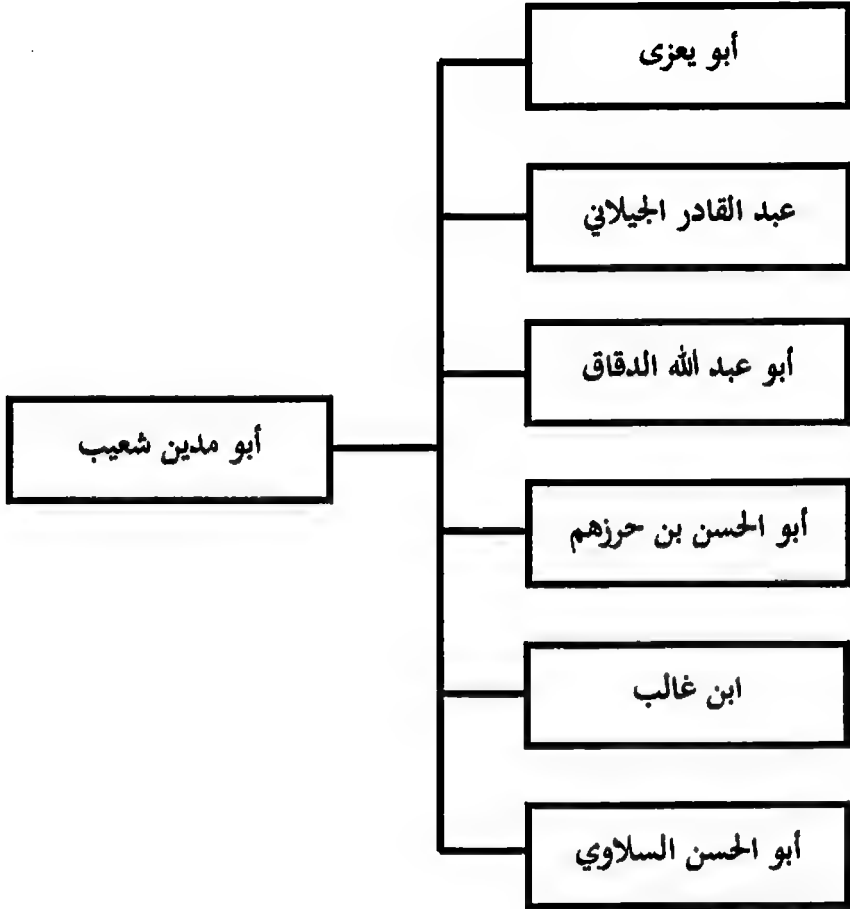 أبو يعزى
عبد القادر الجيلاني
أبو عبد الله الدقاق
أبو مدين شعيب
أبو الحسن بن حرزهم
ابن غالب
أبو الحسن السلاوي